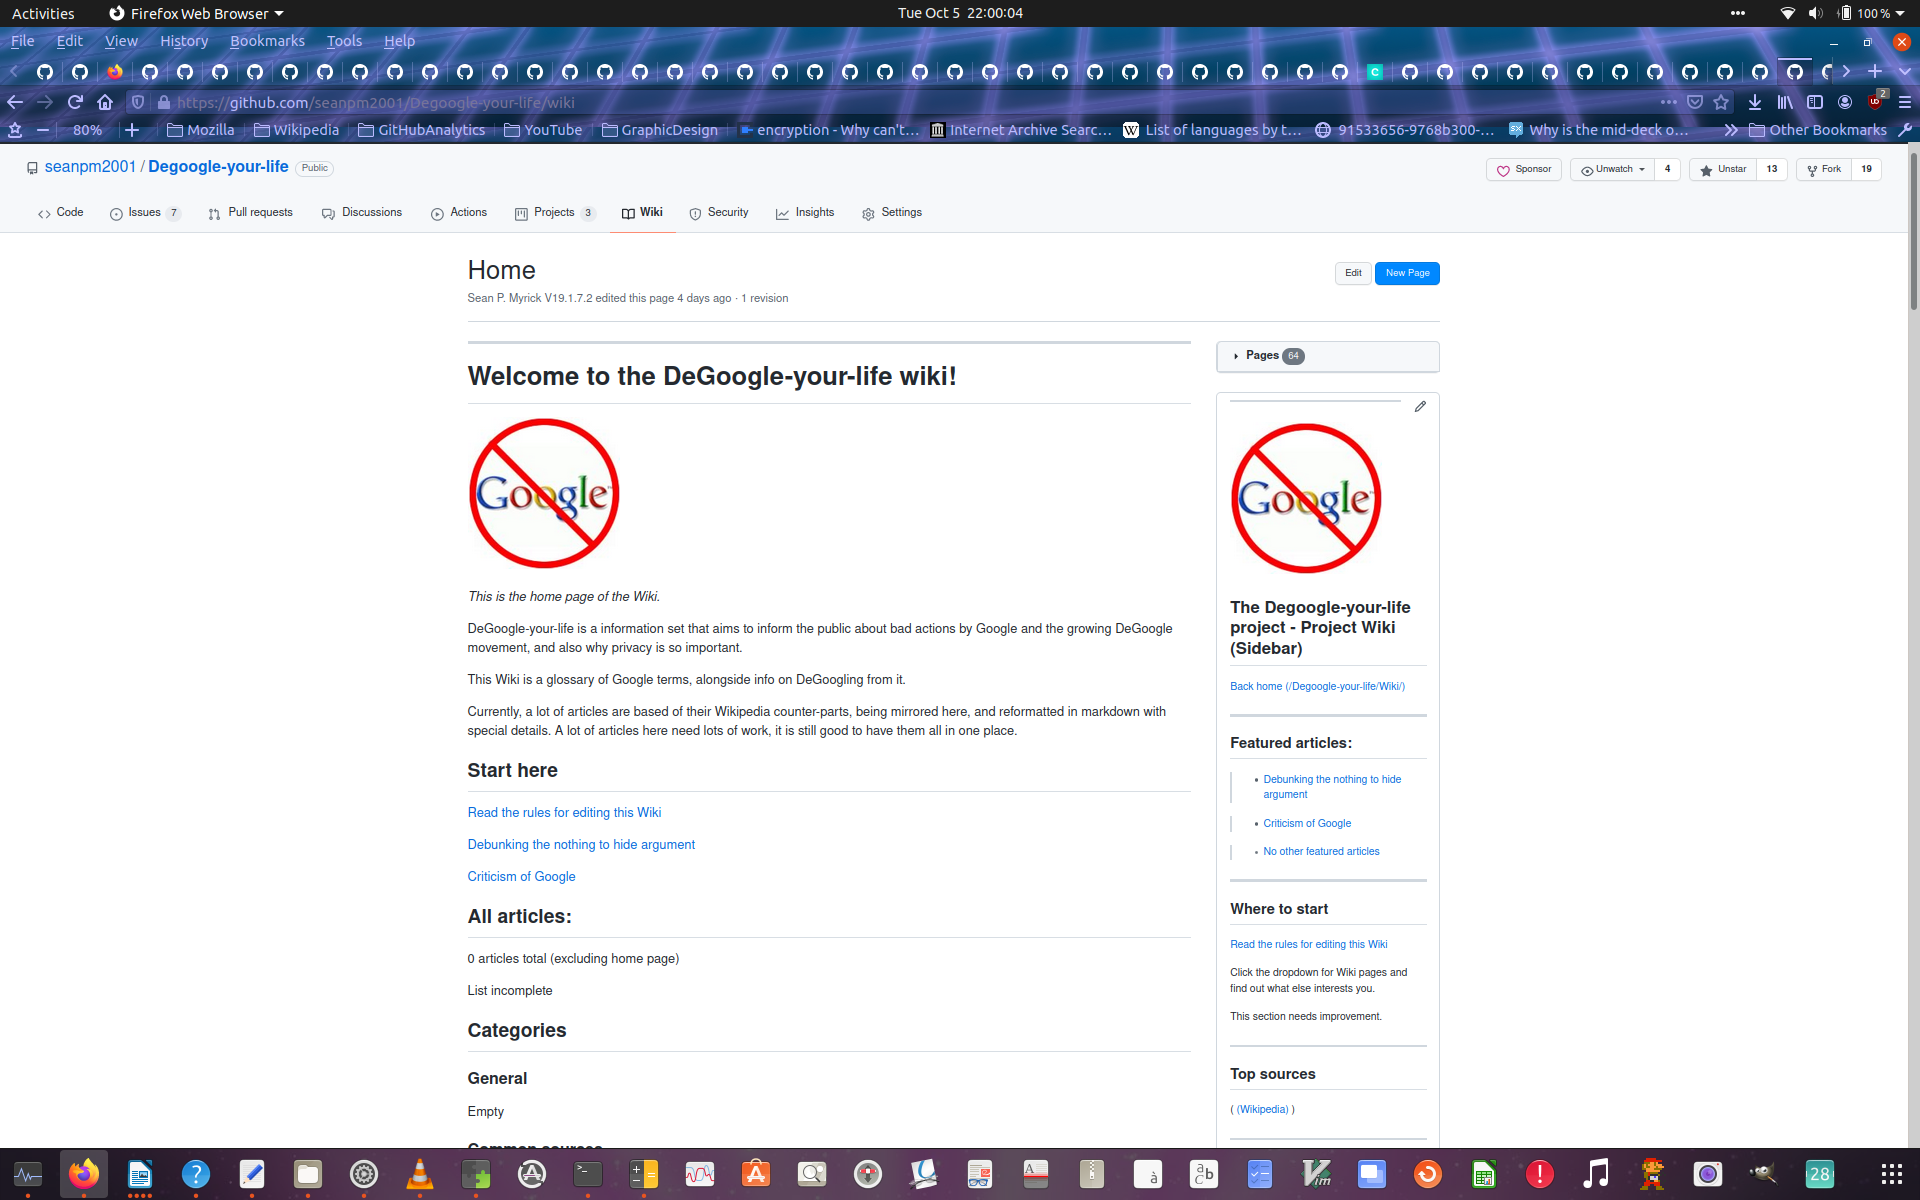 Activities Firefox Web Browser Tue Oct 5 22:00:04 100 %
File Edit View History Bookmarks Tools Help
https://github.com/seanpm2001/Degoogle-your-life/wiki 2
80% Mozilla Wikipedia GitHubAnalytics YouTube GraphicDesign encryption - Why can't... Internet Archive Searc... List of languages by t... 91533656-9768b300-... Why is the mid-deck o... Other Bookmarks
seanpm2001 / Degoogle-your-life Public Sponsor Unwatch 4 Unstar 13 Fork 19
Code Issues 7 Pull requests Discussions Actions Projects 3 Wiki Security Insights Settings
Home Edit New Page
Sean P. Myrick V19.1.7.2 edited this page 4 days ago · 1 revision
Welcome to the DeGoogle-your-life wiki!
Google
This is the home page of the Wiki.
DeGoogle-your-life is a information set that aims to inform the public about bad actions by Google and the growing DeGoogle
movement, and also why privacy is so important.
This Wiki is a glossary of Google terms, alongside info on DeGoogling from it.
Currently, a lot of articles are based of their Wikipedia counter-parts, being mirrored here, and reformatted in markdown with
special details. A lot of articles here need lots of work, it is still good to have them all in one place.
Start here
Read the rules for editing this Wiki
Debunking the nothing to hide argument
Criticism of Google
All articles:
0 articles total (excluding home page)
List incomplete
Categories
General
Empty
Pages 64
Google
The Degoogle-your-life
project - Project Wiki
(Sidebar)
Back home (/Degoogle-your-life/Wiki/)
Featured articles:
Debunking the nothing to hide
argument
Criticism of Google
No other featured articles
Where to start
Read the rules for editing this Wiki
Click the dropdown for Wiki pages and
find out what else interests you.
This section needs improvement.
Top sources
( (Wikipedia) )
28